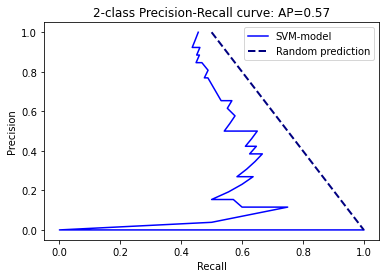 2-class Precision-Recall curve: AP=0.57
SVM-model
Random prediction
Precision
1.0
0.8
0.6
0.4
0.2
0.0
0.0
0.2
0.4
0.6
0.8
1.0
Recall